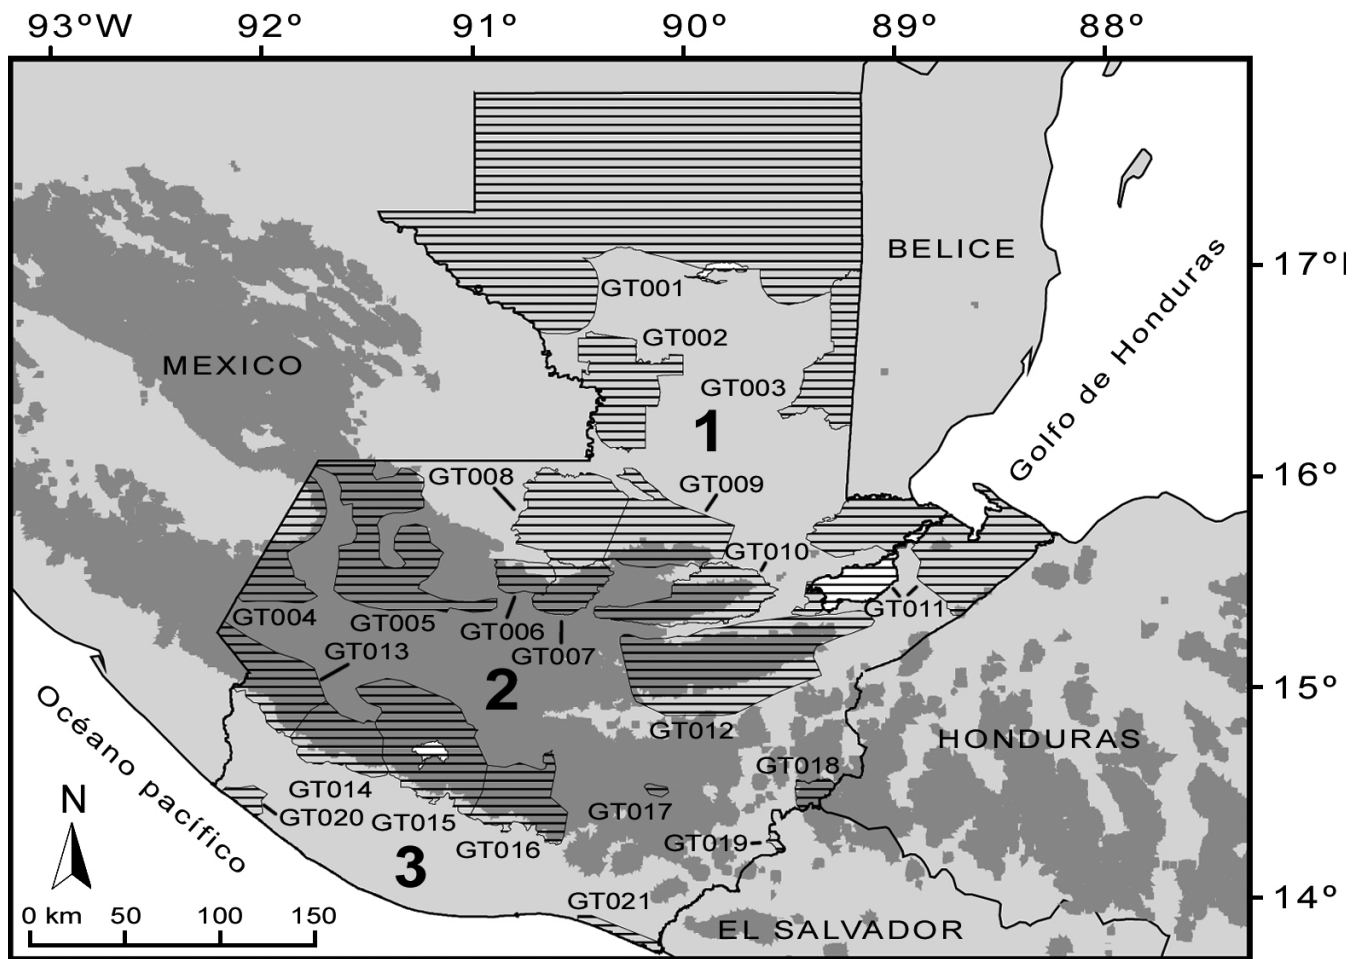 93°W 92° 91° 90° 89° 88°
BELICE
Golfo de Honduras
17°
GT001
GT002
MEXICO
GT003
1
16°
GT008
GT009
GT010
GT004
GT005
GT006
GT011
GT007
GT013
2
15°
Océano pacífico
GT012
HONDURAS
GT018
N
GT014
GT017
GT020
GT015
GT019
GT016
3
14°
GT021
0 km 50 100 150
EL SALVADOR